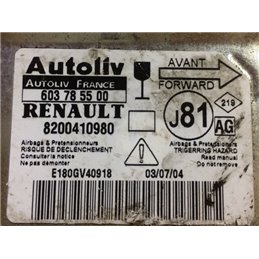 Autoliv
AUTOLIV FRANCE
603 78 55 00
RENAULT
8200410980
AVANT
FORWARD
J81
219
AG
Airbags & Pretensionneurs
RISQUE DE DECLENCHEMENT
Consulter la notice
Ne pas démonter
Airbags & Pretensioners
TRIGERRING HAZARD
Read manual
Do not remove
E180GV40918
03/07/04